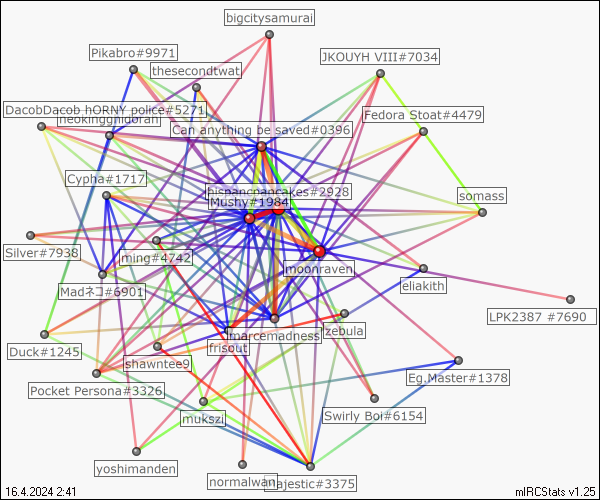 bigcitysamurai
Pikabro#9971
JKOUYH VIII#7034
thesecondtwat
DacobDacob hORNY police#5271
Fedora Stoat#4479
neokingghidorah
Can anything be saved#0396
Cypha#1717
hispancpancakes#2928
somass
Mushy#1984
Silver#7938
ming#4742
moonraven
Madネコ#6901
eliakith
LPK2387 #7690
marcemadness
zebula
frisout
Duck#1245
shawntee9
Eg.Master#1378
Pocket Persona#3326
mukszi
Swirly Boi#6154
yoshimanden
normalwan
Majestic#3375
16.4.2024 2:41
mIRCStats v1.25